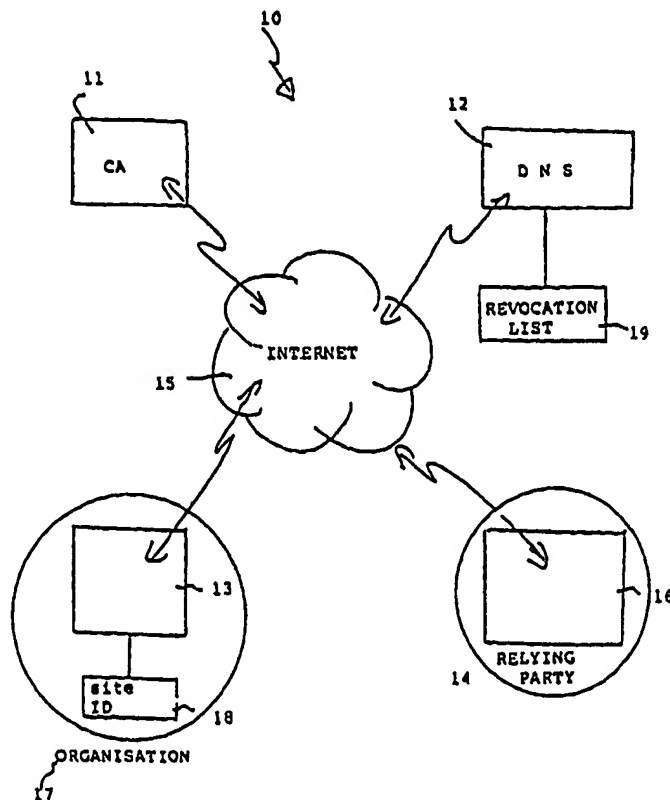 10
11
CA
12
D N S
REVOCATION
LIST
19
INTERNET
15
13
site
ID
18
ORGANISATION
17
16
14
RELYING
PARTY